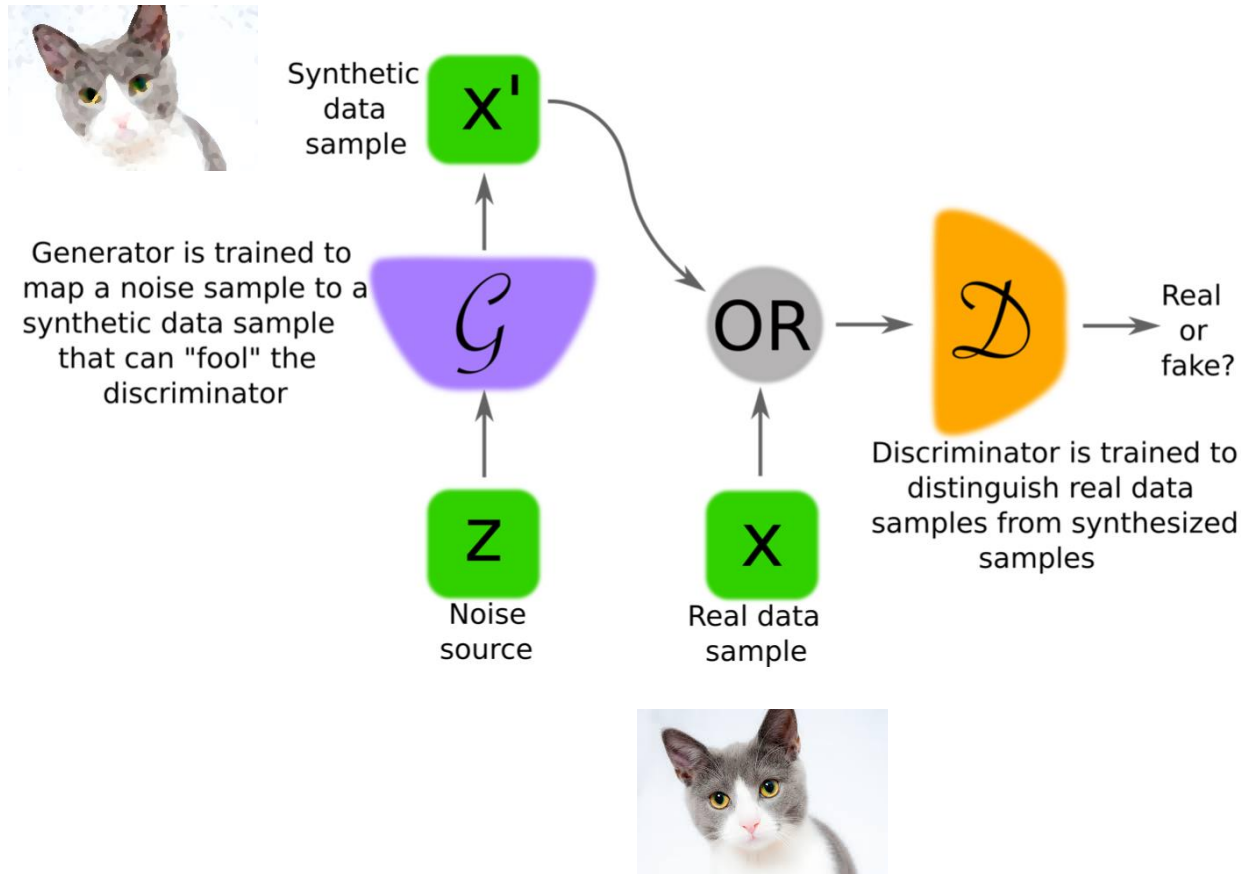 Synthetic
data
sample
X'
Generator is trained to
map a noise sample to a
synthetic data sample
that can "fool" the
discriminator
G
z
Noise
source
OR
x
Real data
sample
D
Real
or
fake?
Discriminator is trained to
distinguish real data
samples from synthesized
samples